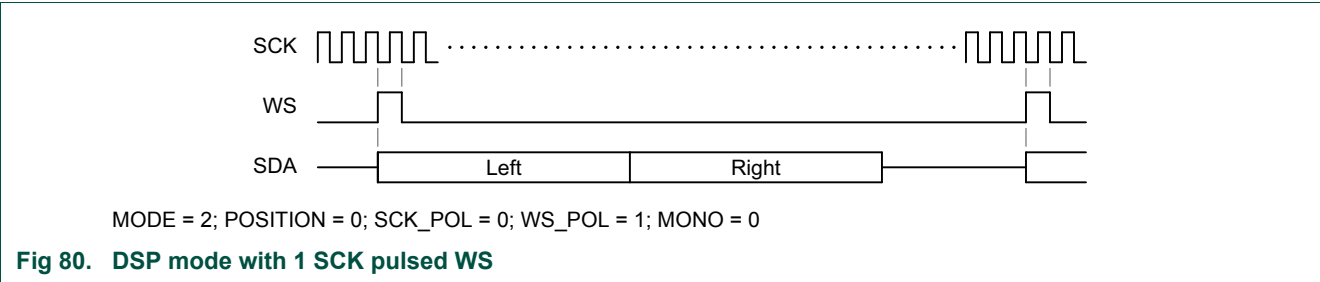 SCK
WS
SDA Left Right
MODE = 2; POSITION = 0; SCK_POL = 0; WS_POL = 1; MONO = 0
Fig 80. DSP mode with 1 SCK pulsed WS